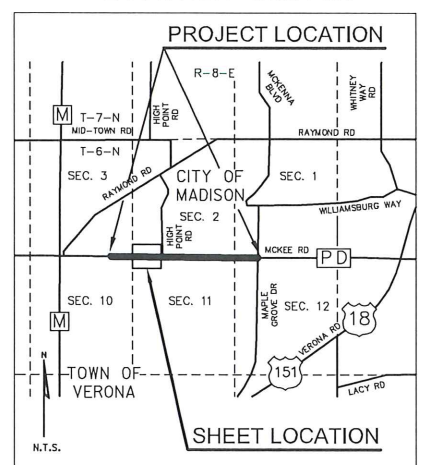 PROJECT LOCATION
R-8-E
MCKENNA
BLVD
WHITNEY
WAY
RD
HIGH
POINT
RD
M
T-7-N
MID-TOWN RD
RAYMOND RD
T-6-N
SEC. 3
RAYMOND RD
CITY OF
MADISON
SEC. 1
SEC. 2
WILLIAMSBURG WAY
HIGH
POINT
RD
MCKEE RD
PD
SEC. 10
SEC. 11
MAPLE
GROVE DR
SEC. 12
18
M
VERONA RD
151
TOWN OF
VERONA
LACY RD
N
N.T.S.
SHEET LOCATION